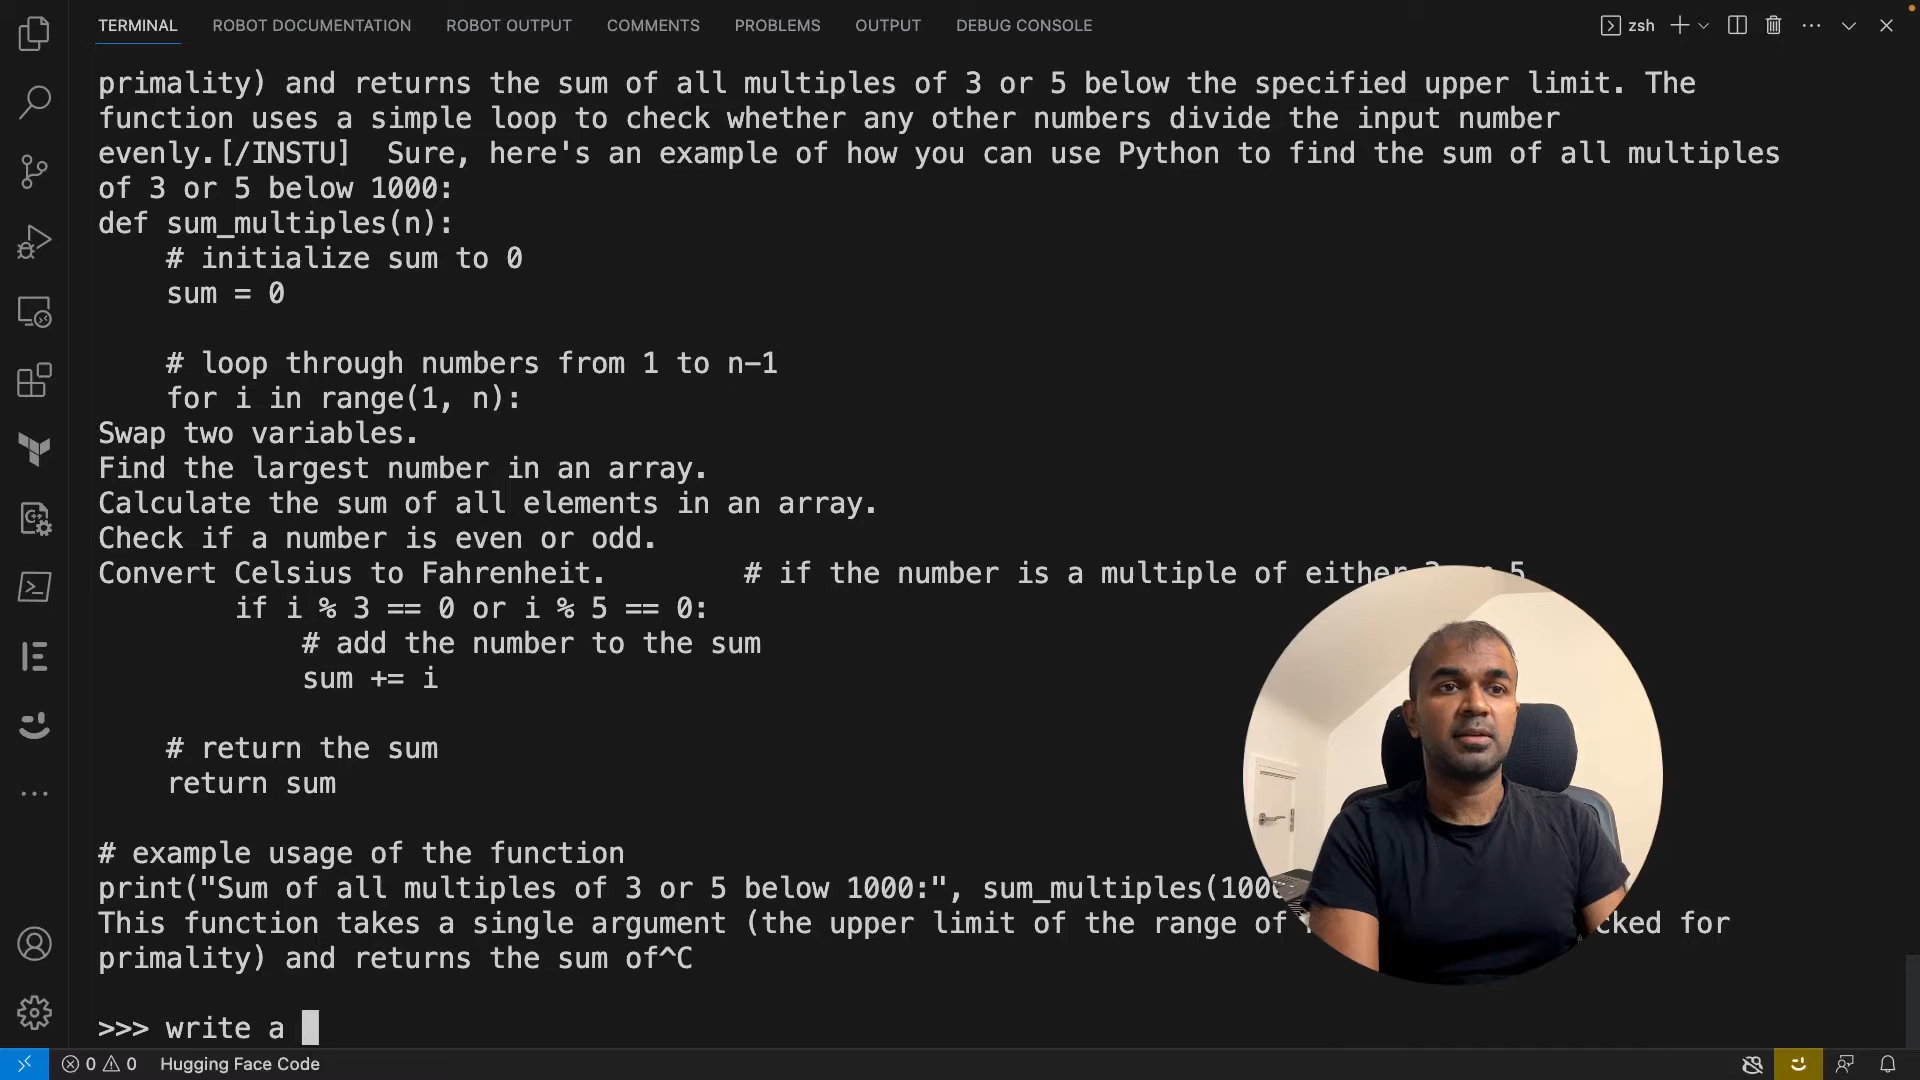 TERMINAL ROBOT DOCUMENTATION ROBOT OUTPUT COMMENTS PROBLEMS OUTPUT DEBUG CONSOLE zsh
primality) and returns the sum of all multiples of 3 or 5 below the specified upper limit. The
function uses a simple loop to check whether any other numbers divide the input number
evenly.[/INSTU]  Sure, here's an example of how you can use Python to find the sum of all multiples
of 3 or 5 below 1000:
def sum_multiples(n):
    # initialize sum to 0
    sum = 0
    # loop through numbers from 1 to n-1
    for i in range(1, n):
Swap two variables.
Find the largest number in an array.
Calculate the sum of all elements in an array.
Check if a number is even or odd.
Convert Celsius to Fahrenheit.        # if the number is a multiple of either 3 or 5
        if i % 3 == 0 or i % 5 == 0:
            # add the number to the sum
            sum += i
    # return the sum
    return sum
# example usage of the function
print("Sum of all multiples of 3 or 5 below 1000:", sum_multiples(100
This function takes a single argument (the upper limit of the range of cked for
primality) and returns the sum of^C
>>> write a
0 0 Hugging Face Code